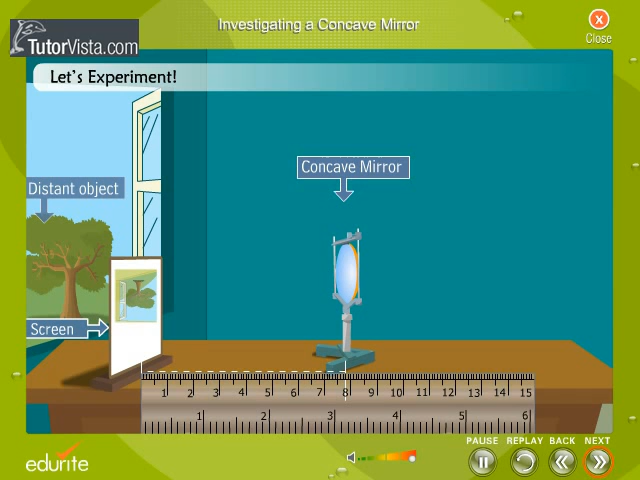 Investigating a Concave Mirror
X
Close
TutorVista.com
Let's Experiment!
Concave Mirror
Distant object
Screen
1 2 3 4 5 6 7 8 9 10 11 12 13 14 15
1 2 3 4 5 6
PAUSE REPLAY BACK NEXT
edurite